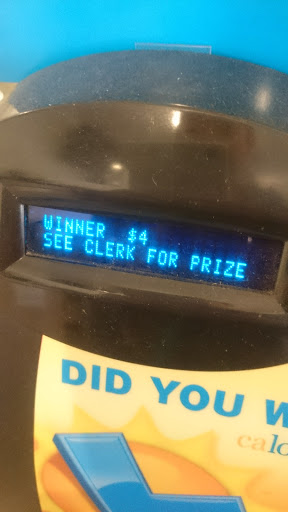 WINNER $4
SEE CLERK FOR PRIZE
DID YOU W
calo